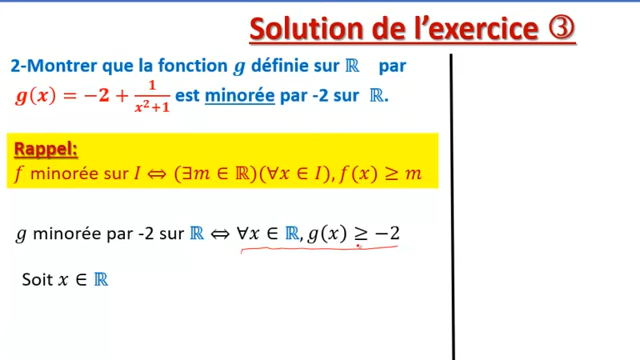 Solution de l'exercice ③
2-Montrer que la fonction g définie sur ℝ par
g(x) = −2 + 1/(x²+1) est minorée par -2 sur ℝ.
Rappel:
f minorée sur I ⟺ (∃m ∈ ℝ)(∀x ∈ I), f(x) ≥ m
g minorée par -2 sur ℝ ⟺ ∀x ∈ ℝ, g(x) ≥ −2
Soit x ∈ ℝ